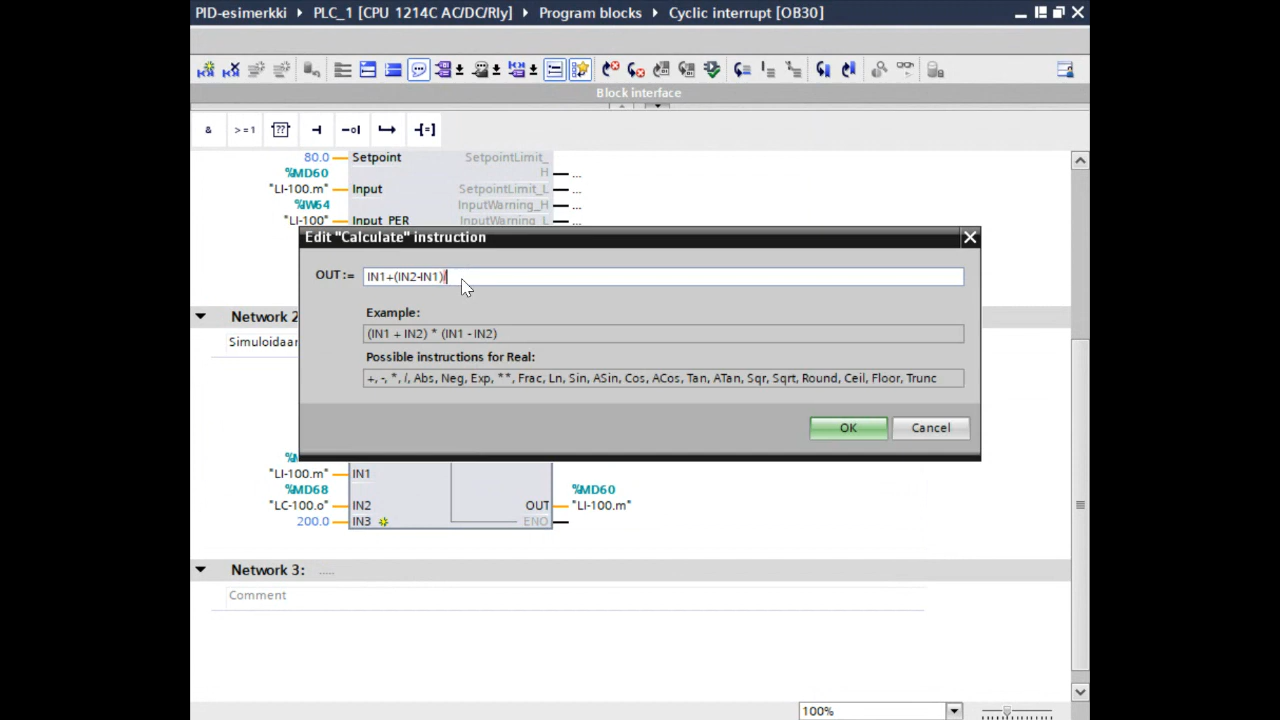 PID-esimerkki ▸ PLC_1 [CPU 1214C AC/DC/Rly] ▸ Program blocks ▸ Cyclic interrupt [OB30]
Block interface
& >=1 ??
80.0 Setpoint SetpointLimit_
%MD60 H ...
"LI-100.m" Input SetpointLimit_L ...
%IW64 InputWarning_H ...
"LI-100" Input_PER InputWarning_L ...
Edit "Calculate" instruction
OUT := IN1+(IN2-IN1)/
Example:
(IN1 + IN2) * (IN1 - IN2)
Possible instructions for Real:
+, -, *, /, Abs, Neg, Exp, **, Frac, Ln, Sin, ASin, Cos, ACos, Tan, ATan, Sqr, Sqrt, Round, Ceil, Floor, Trunc
OK Cancel
Network 2
"LI-100.m" IN1
%MD68 %MD60
"LC-100.o" IN2 OUT "LI-100.m"
200.0 IN3 ENO
Network 3: .....
Comment
100%